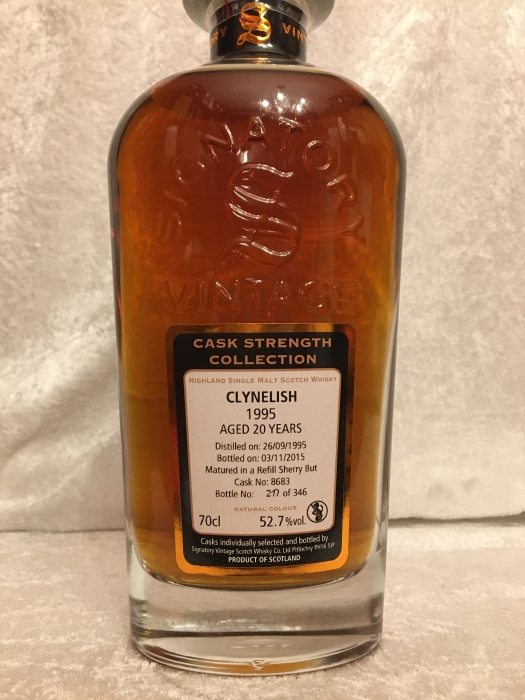 SIGNATORY
VINTAGE
CASK STRENGTH
COLLECTION
HIGHLAND SINGLE MALT SCOTCH WHISKY
CLYNELISH
1995
AGED 20 YEARS
Distilled on: 26/09/1995
Bottled on: 03/11/2015
Matured in a Refill Sherry But
Cask No: 8683
Bottle No: 217 of 346
NATURAL COLOUR
70cl 52.7%vol.
Casks individually selected and bottled by
Signatory Vintage Scotch Whisky Co. Ltd Pitlochry PH16 5JP
PRODUCT OF SCOTLAND